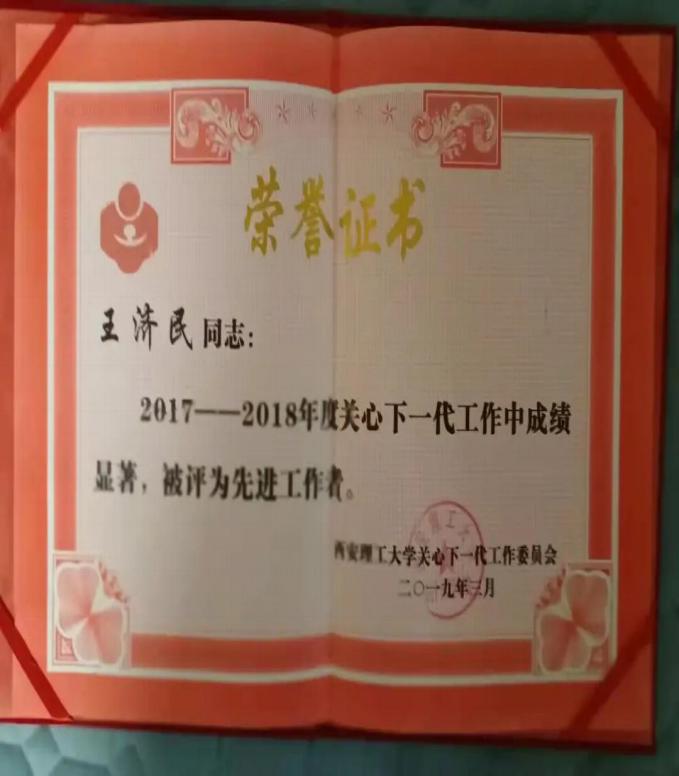 荣誉证书
王济民同志：
2017——2018年度关心下一代工作中成绩
显著，被评为先进工作者。
西安理工大学关心下一代工作委员会
二〇一九年三月